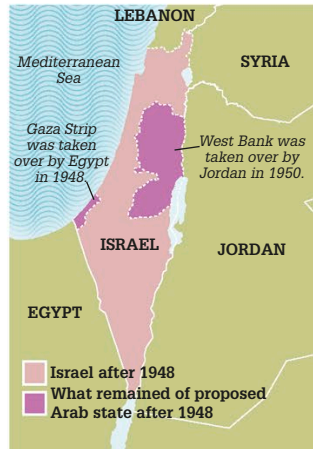 LEBANON
Mediterranean
Sea
SYRIA
Gaza Strip
was taken
over by Egypt
in 1948.
West Bank was
taken over by
Jordan in 1950.
ISRAEL
JORDAN
EGYPT
Israel after 1948
What remained of proposed
Arab state after 1948